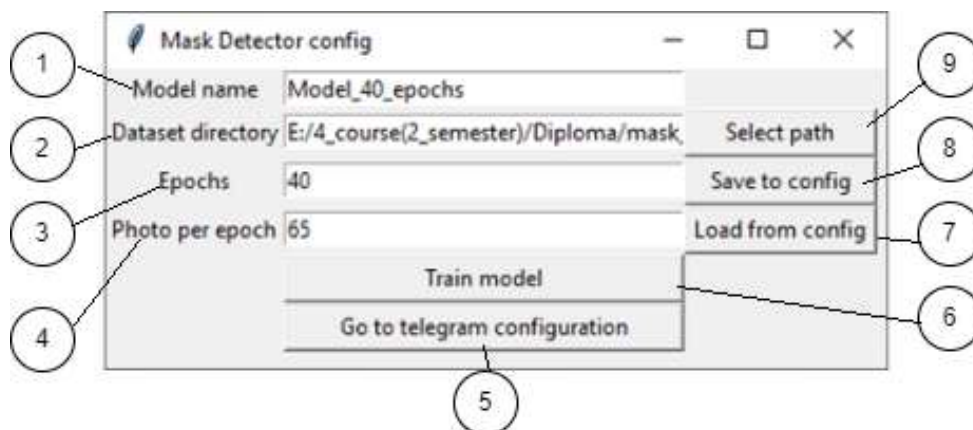 Mask Detector config
1
Model name Model_40_epochs
9
2
Dataset directory E:/4_course(2_semester)/Diploma/mask_ Select path
8
3
Epochs 40 Save to config
7
4
Photo per epoch 65 Load from config
Train model
6
Go to telegram configuration
5